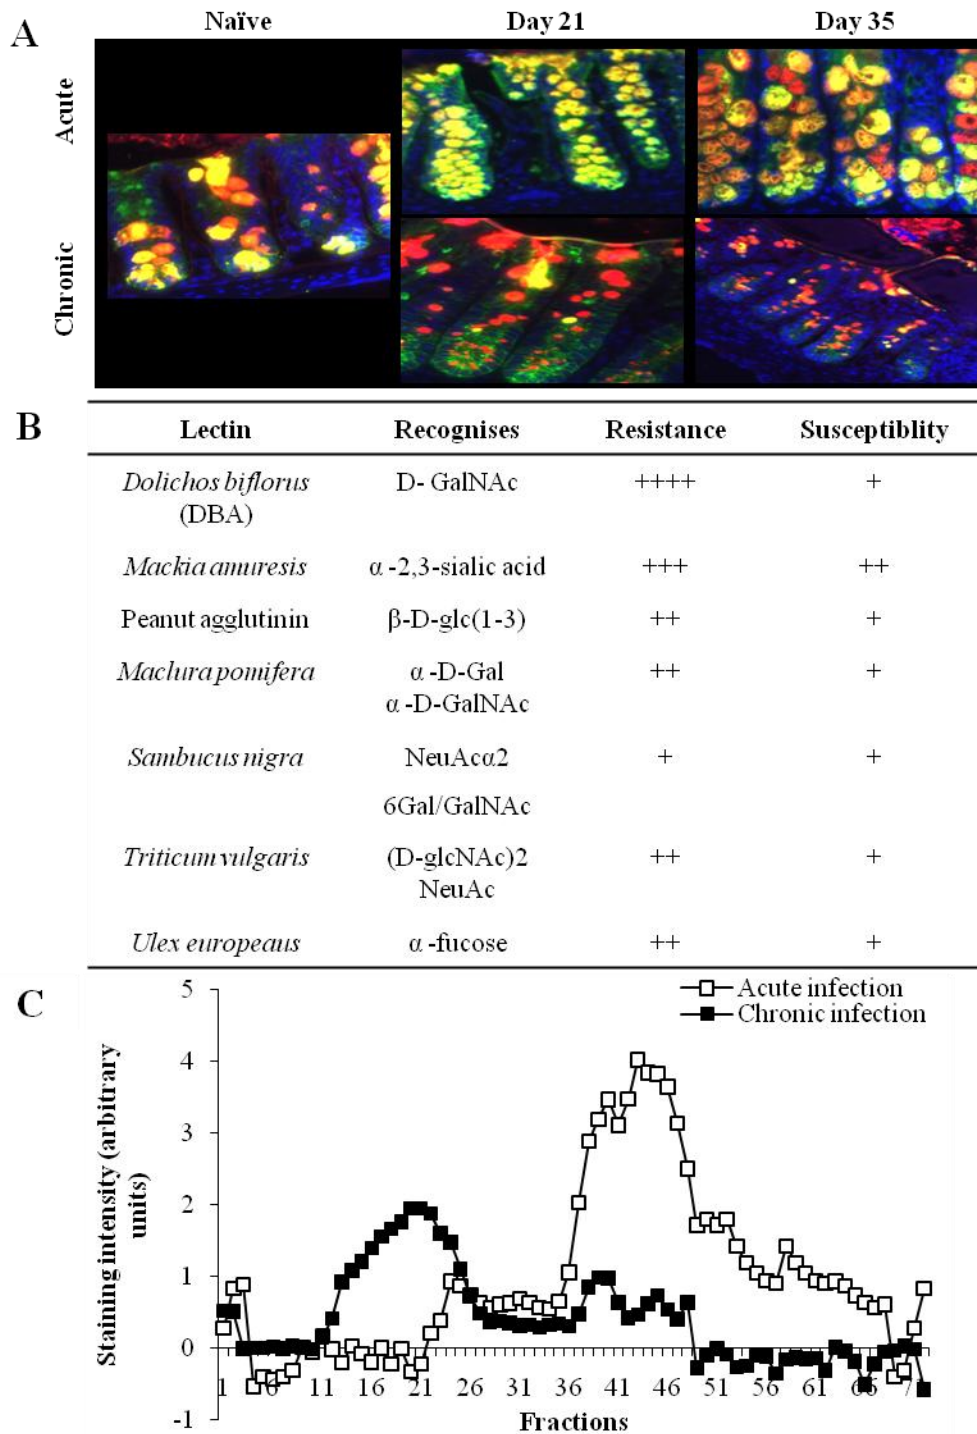 A
Naïve
Day 21
Day 35
Acute
Chronic
B
Lectin Recognises Resistance Susceptiblity
Dolichos biflorus D- GalNAc ++++ +
(DBA)
Mackia amuresis α -2,3-sialic acid +++ ++
Peanut agglutinin β-D-glc(1-3) ++ +
Maclura pomifera α -D-Gal ++ +
α -D-GalNAc
Sambucus nigra NeuAcα2 + +
6Gal/GalNAc
Triticum vulgaris (D-glcNAc)2 ++ +
NeuAc
Ulex europeaus α -fucose ++ +
C
Acute infection
Chronic infection
Staining intensity (arbitrary
units)
5
4
3
2
1
0
-1
1 6 11 16 21 26 31 36 41 46 51 56 61 66
Fractions